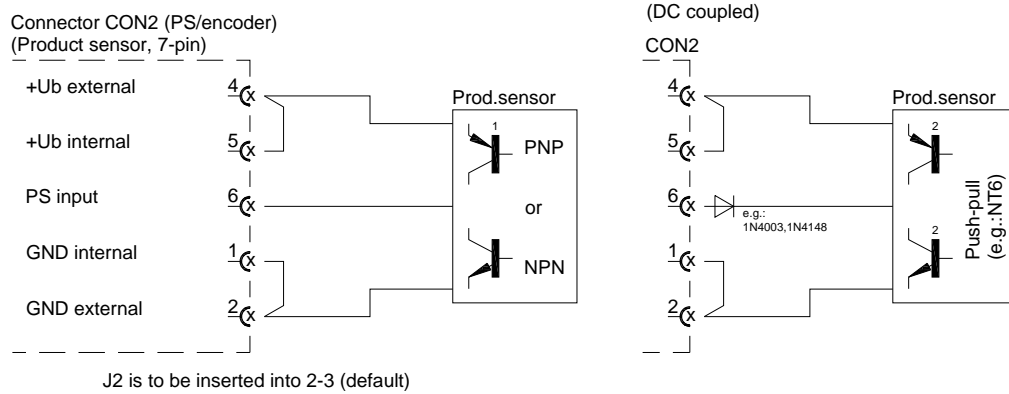 Connector CON2 (PS/encoder)
(Product sensor, 7-pin)
+Ub external
4
x
+Ub internal
5
x
PS input
6
x
GND internal
1
x
GND external
2
x
Prod.sensor
1
PNP
or
NPN
J2 is to be inserted into 2-3 (default)
(DC coupled)
CON2
4
x
5
x
6
x
1
x
2
x
e.g.:
1N4003,1N4148
Prod.sensor
2
2
Push-pull
(e.g.:NT6)